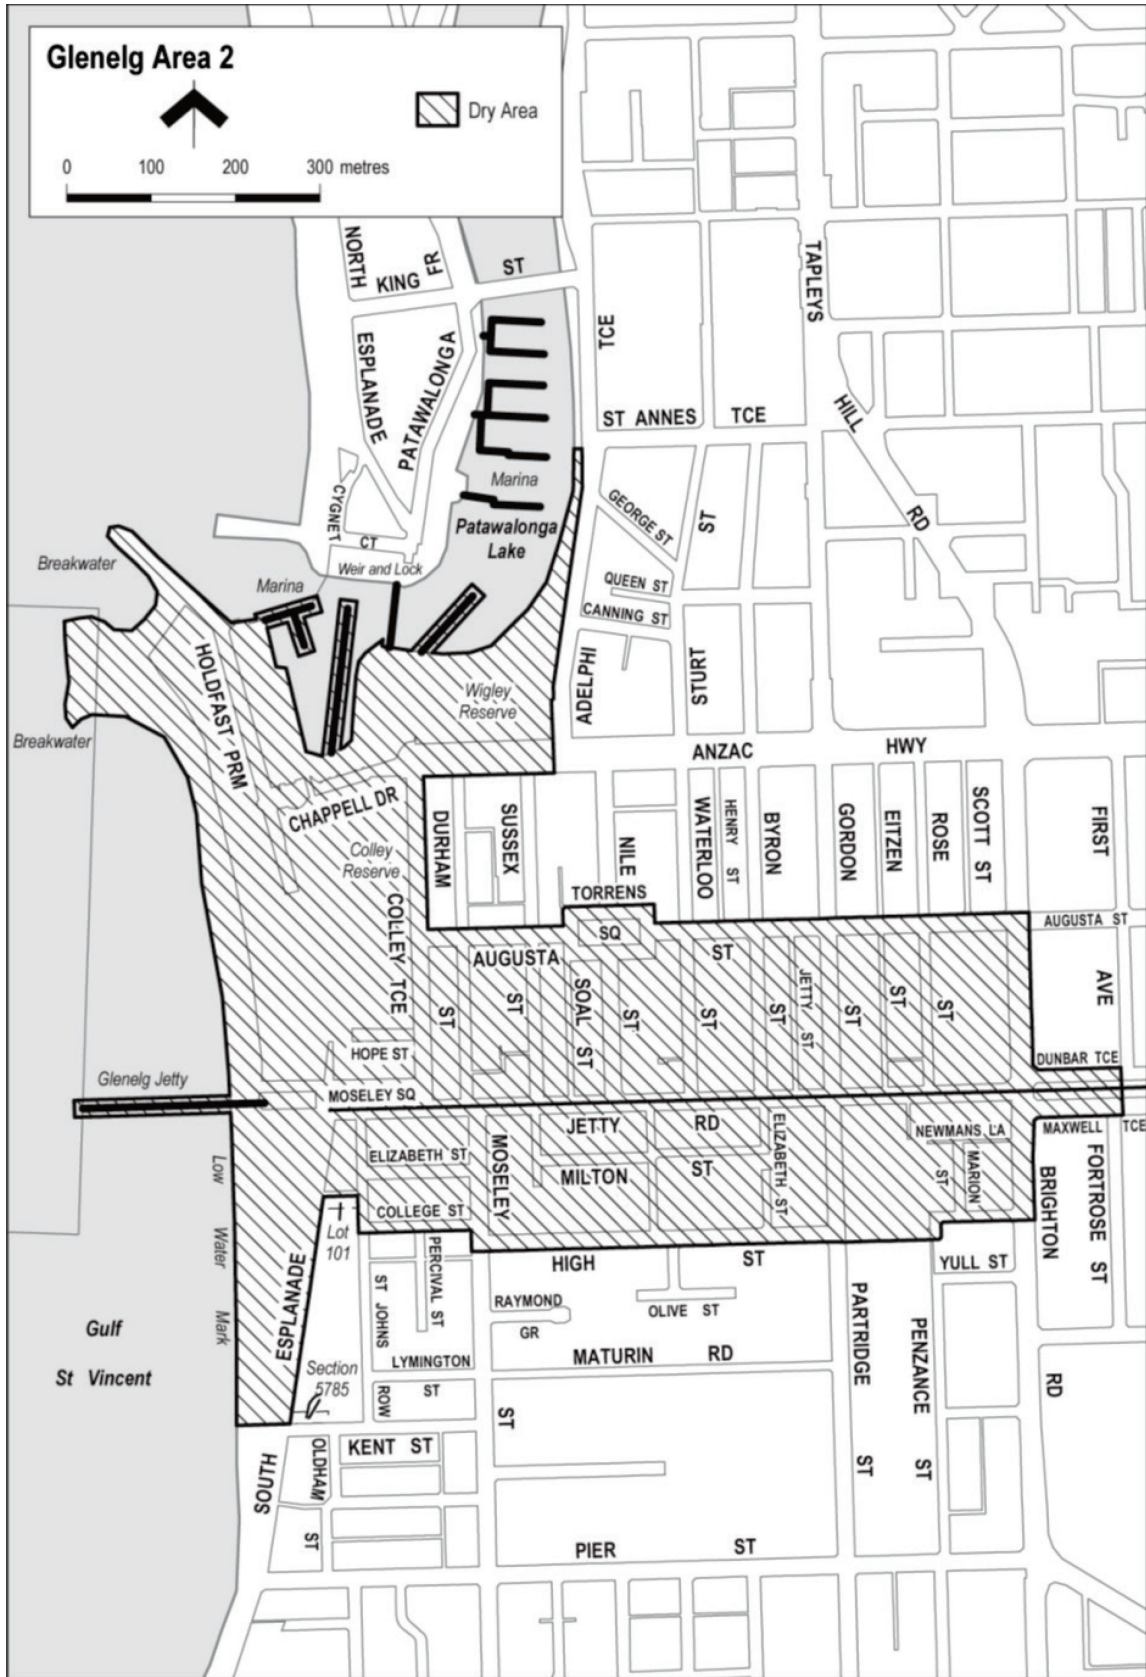 Glenelg Area 2
Dry Area
0 100 200 300 metres
NORTH
KING
FR
ST
TAPLEYS
TCE
ESPLANADE
PATAWALONGA
ST ANNES TCE
HILL
Marina
CYGNET
CT
Patawalonga
Lake
GEORGE ST
ST
RD
Breakwater
Marina
Weir and Lock
QUEEN ST
CANNING ST
HOLDFAST PRM
Wigley
Reserve
ADELPHI
STURT
Breakwater
ANZAC HWY
CHAPPELL DR
Colley
Reserve
DURHAM
SUSSEX
NILE
WATERLOO
HENRY ST
BYRON
GORDON
EITZEN
ROSE
SCOTT ST
FIRST
TORRENS
SQ
AUGUSTA ST
COLLEY TCE
AUGUSTA
ST
ST
ST
SOAL ST
ST
ST
ST
JETTY ST
ST
ST
ST
AVE
HOPE ST
DUNBAR TCE
Glenelg Jetty
MOSELEY SQ
JETTY RD
ELIZABETH ST
NEWMANS LA
MAXWELL TCE
ELIZABETH ST
MOSELEY
MILTON ST
ST
MARION
COLLEGE ST
Low Water Mark
Lot
101
BRIGHTON
FORTROSE ST
ESPLANADE
PERCIVAL ST
HIGH ST
YULL ST
ST JOHNS
RAYMOND
GR
OLIVE ST
PARTRIDGE
PENZANCE
Gulf
St Vincent
LYMINGTON
ST
MATURIN RD
Section
5785
ROW
RD
ST
KENT ST
ST
ST
SOUTH
OLDHAM
ST
PIER ST